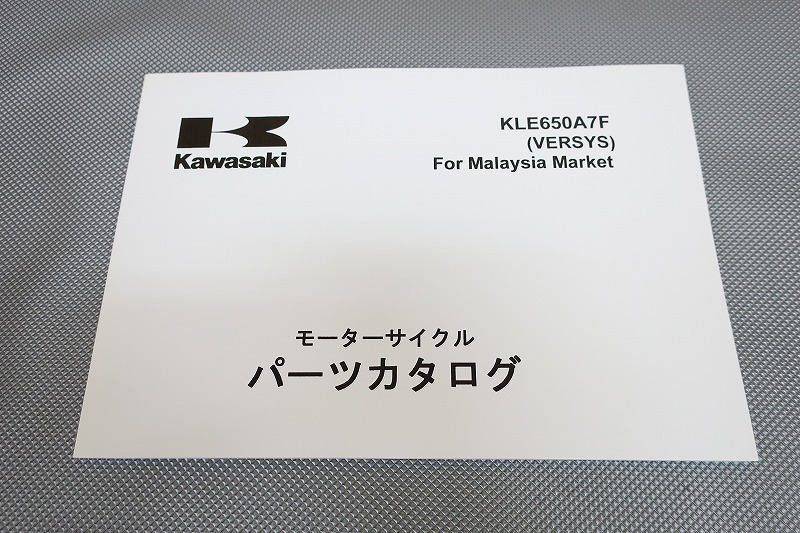 Kawasaki
KLE650A7F
(VERSYS)
For Malaysia Market
モーターサイクル
パーツカタログ